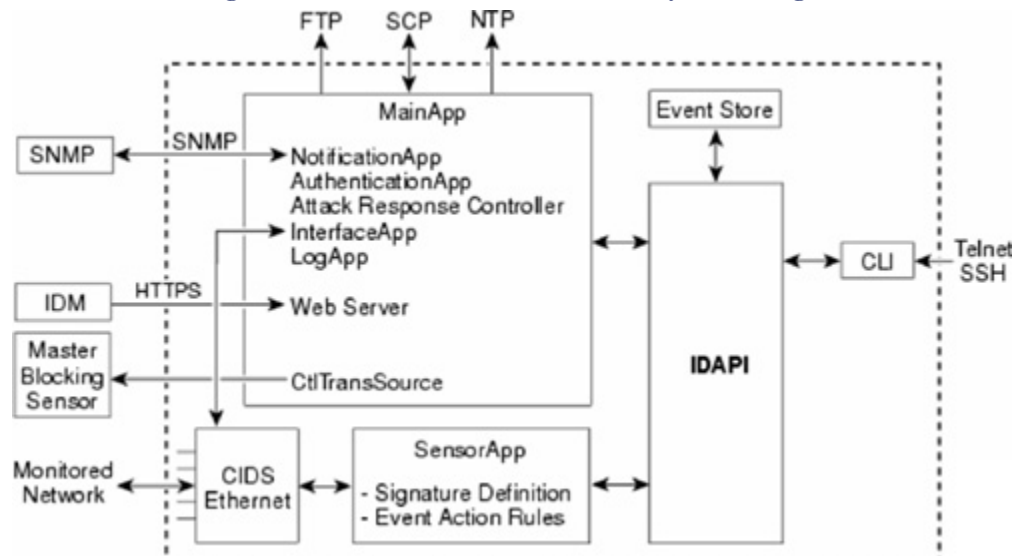 FTP SCP NTP
MainApp
Event Store
SNMP
SNMP
NotificationApp
AuthenticationApp
Attack Response Controller
InterfaceApp
LogApp
CLI
Telnet
SSH
IDM
HTTPS
Web Server
Master
Blocking
Sensor
CtlTransSource
IDAPI
Monitored
Network
CIDS
Ethernet
SensorApp
- Signature Definition
- Event Action Rules